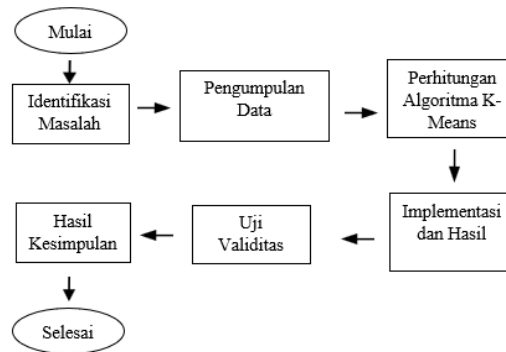 Mulai
Identifikasi
Masalah
Pengumpulan
Data
Perhitungan
Algoritma K-
Means
Implementasi
dan Hasil
Uji
Validitas
Hasil
Kesimpulan
Selesai